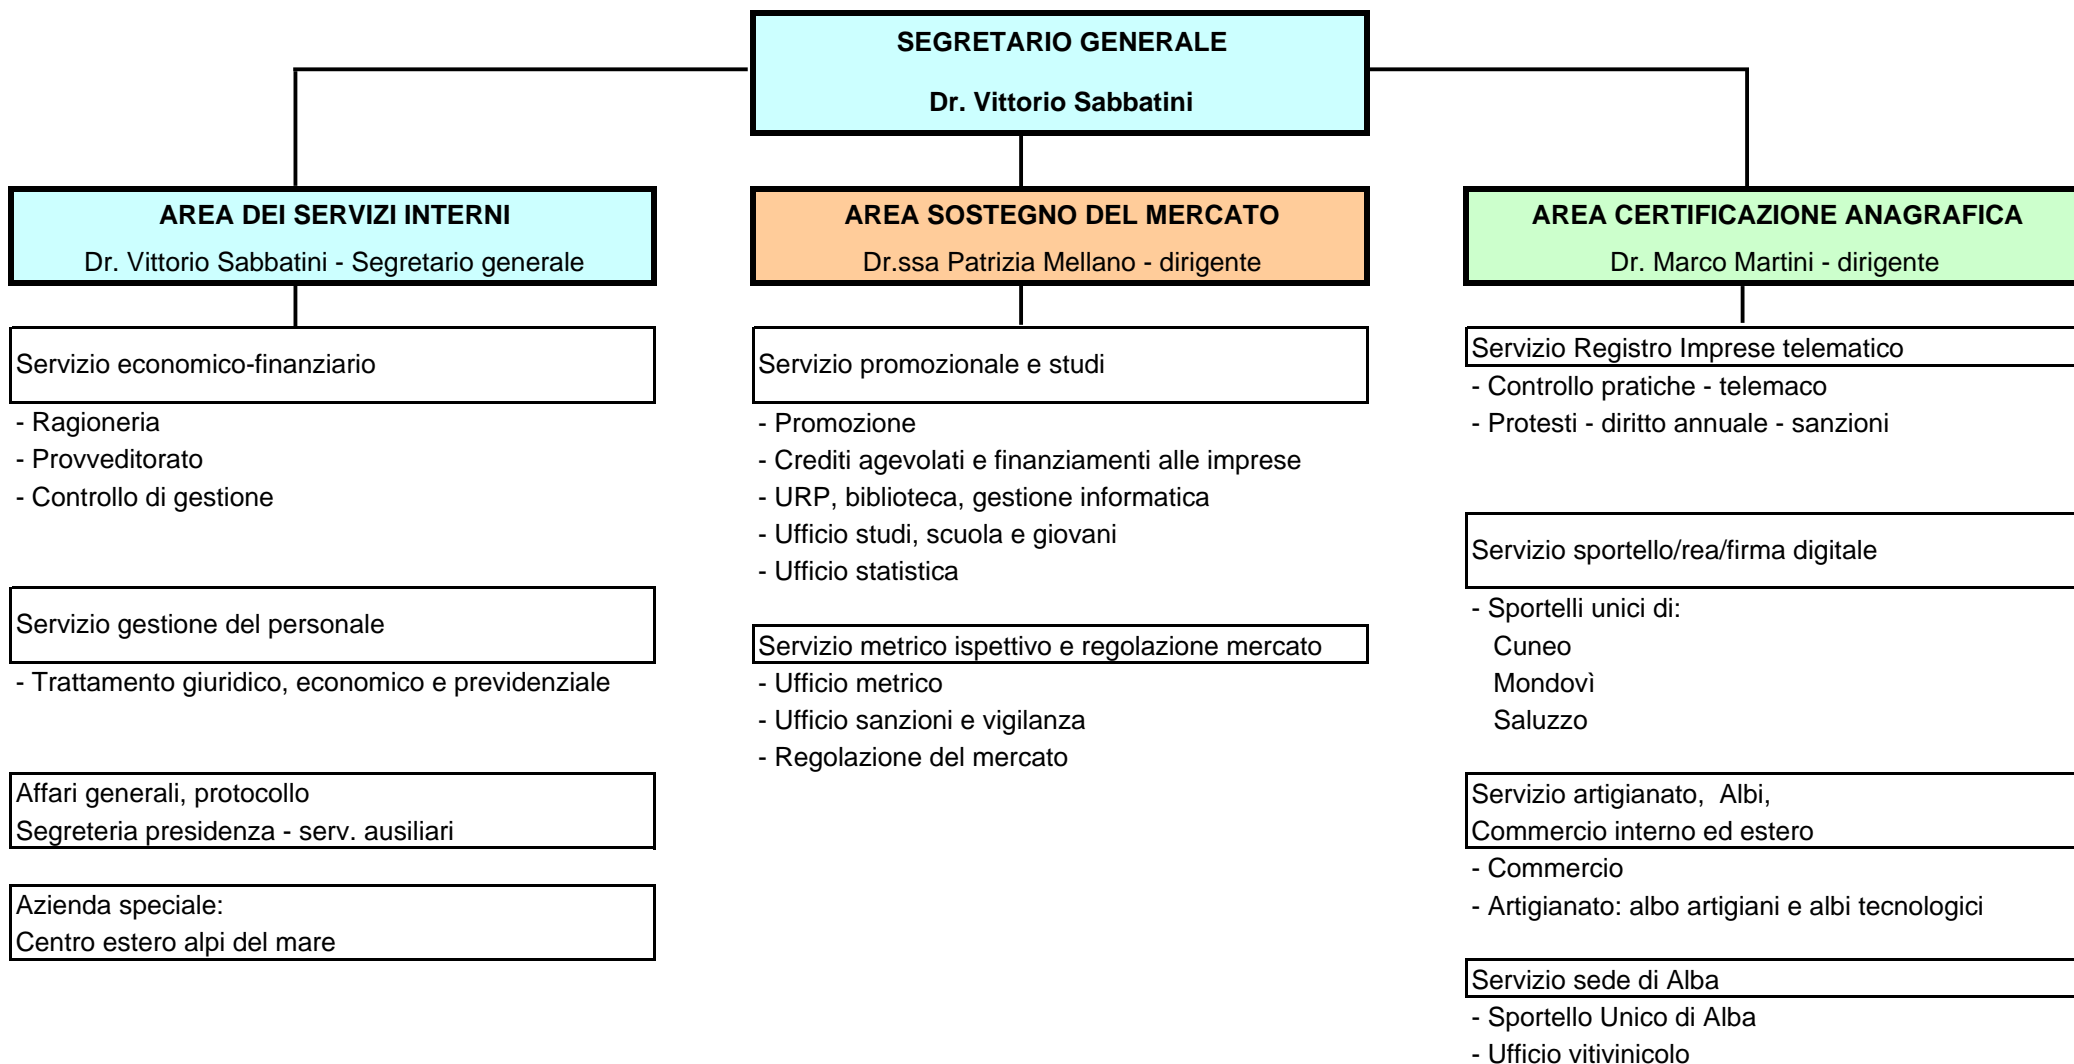 SEGRETARIO GENERALE
Dr. Vittorio Sabbatini
AREA DEI SERVIZI INTERNI
Dr. Vittorio Sabbatini - Segretario generale
Servizio economico-finanziario
- Ragioneria
- Provveditorato
- Controllo di gestione
Servizio gestione del personale
- Trattamento giuridico, economico e previdenziale
Affari generali, protocollo
Segreteria presidenza - serv. ausiliari
Azienda speciale:
Centro estero alpi del mare
AREA SOSTEGNO DEL MERCATO
Dr.ssa Patrizia Mellano - dirigente
Servizio promozionale e studi
- Promozione
- Crediti agevolati e finanziamenti alle imprese
- URP, biblioteca, gestione informatica
- Ufficio studi, scuola e giovani
- Ufficio statistica
Servizio metrico ispettivo e regolazione mercato
- Ufficio metrico
- Ufficio sanzioni e vigilanza
- Regolazione del mercato
AREA CERTIFICAZIONE ANAGRAFICA
Dr. Marco Martini - dirigente
Servizio Registro Imprese telematico
- Controllo pratiche - telemaco
- Protesti - diritto annuale - sanzioni
Servizio sportello/rea/firma digitale
- Sportelli unici di:
Cuneo
Mondovì
Saluzzo
Servizio artigianato,  Albi,
Commercio interno ed estero
- Commercio
- Artigianato: albo artigiani e albi tecnologici
Servizio sede di Alba
- Sportello Unico di Alba
- Ufficio vitivinicolo